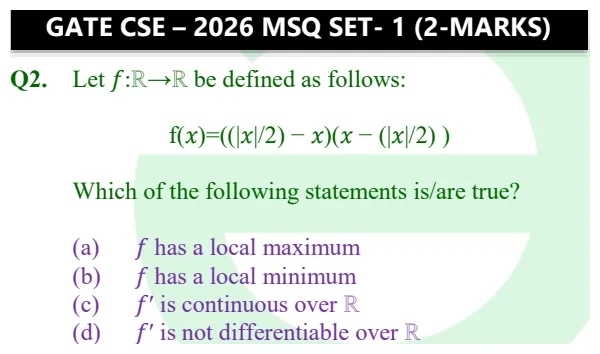 GATE CSE – 2026 MSQ SET- 1 (2-MARKS)
Q2. Let f:ℝ→ℝ be defined as follows:
f(x)=((|x|/2) − x)(x − (|x|/2) )
Which of the following statements is/are true?
(a) f has a local maximum
(b) f has a local minimum
(c) f′ is continuous over ℝ
(d) f′ is not differentiable over ℝ